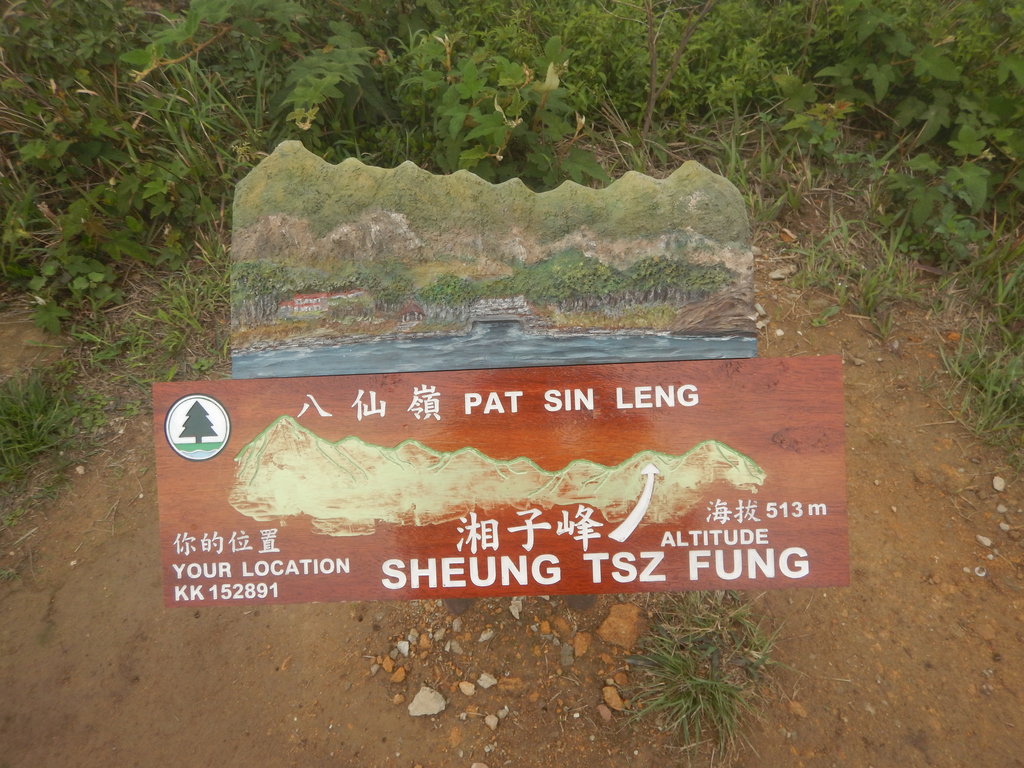 八仙嶺 PAT SIN LENG
湘子峰
海拔 513 m
ALTITUDE
你的位置
YOUR LOCATION
KK 152891
SHEUNG TSZ FUNG